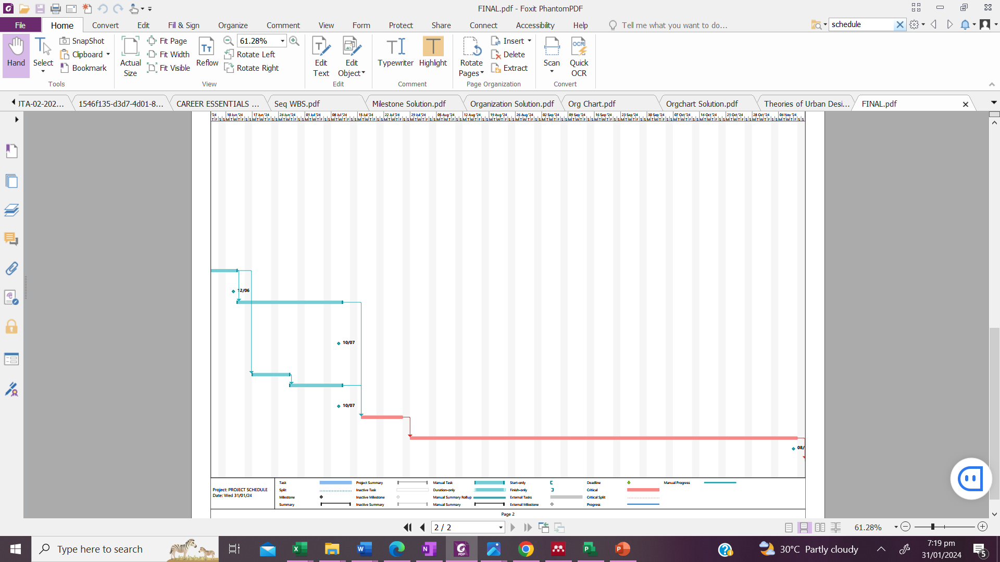 FINAL.pdf - Foxit PhantomPDF
File Home Convert Edit Fill & Sign Organize Comment View Form Protect Share Connect Accessibility Help Tell me what you want to do... schedule
Hand
Select
SnapShot
Clipboard
Bookmark
Tools
Actual Size
Fit Page
Fit Width
Fit Visible
Reflow
61.28%
Rotate Left
Rotate Right
View
Edit Text
Edit Object
Edit
Typewriter
Highlight
Comment
Rotate Pages
Insert
Delete
Extract
Page Organization
Scan
Quick OCR
Convert
JTA-02-202... 1546f135-d3d7-4d01-8... CAREER ESSENTIALS ... Seq WBS.pdf Milestone Solution.pdf Organization Solution.pdf Org Chart.pdf Orgchart Solution.pdf Theories of Urban Desi... FINAL.pdf
'24 10 Jun '24 17 Jun '24 24 Jun '24 01 Jul '24 08 Jul '24 15 Jul '24 22 Jul '24 29 Jul '24 05 Aug '24 12 Aug '24 19 Aug '24 26 Aug '24 02 Sep '24 09 Sep '24 16 Sep '24 23 Sep '24 30 Sep '24 07 Oct '24 14 Oct '24 21 Oct '24 28 Oct '24 04 Nov '24
12/06
10/07
10/07
08/
Project: PROJECT SCHEDULE
Date: Wed 31/01/24
Task Project Summary Manual Task Start-only Deadline Manual Progress
Split Inactive Task Duration-only Finish-only Critical
Milestone Inactive Milestone Manual Summary Rollup External Tasks Critical Split
Summary Inactive Summary Manual Summary External Milestone Progress
Page 2
2 / 2
61.28%
Type here to search
30°C Partly cloudy
7:19 pm
31/01/2024
5